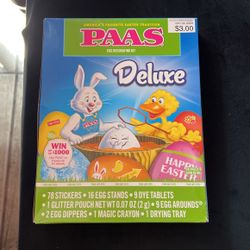 AMERICA'S FAVORITE EASTER TRADITION
$3.00
PAAS
EGG DECORATING KIT
Deluxe
WIN
$1000
HAPPY
EASTER
78 STICKERS • 16 EGG STANDS • 9 DYE TABLETS
1 GLITTER POUCH NET WT 0.07 OZ (2 g) • 9 EGG AROUNDS
2 EGG DIPPERS • 1 MAGIC CRAYON • 1 DRYING TRAY